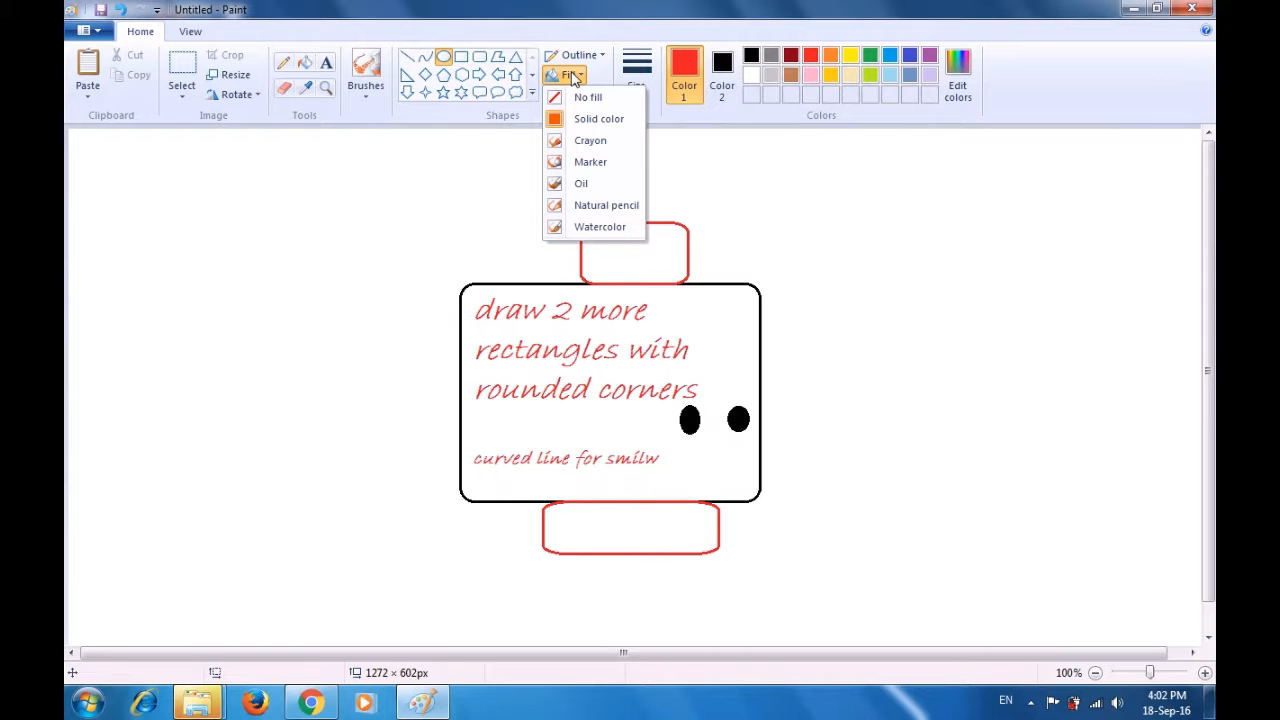 Untitled - Paint
Home
View
Paste
Cut
Copy
Clipboard
Select
Crop
Resize
Rotate
Image
A
Tools
Brushes
Shapes
Outline
Fill
Size
Color 1
Color 2
Edit colors
Colors
No fill
Solid color
Crayon
Marker
Oil
Natural pencil
Watercolor
draw 2 more
rectangles with
rounded corners
curved line for smilw
1272 × 602px
100%
EN
4:02 PM
18-Sep-16